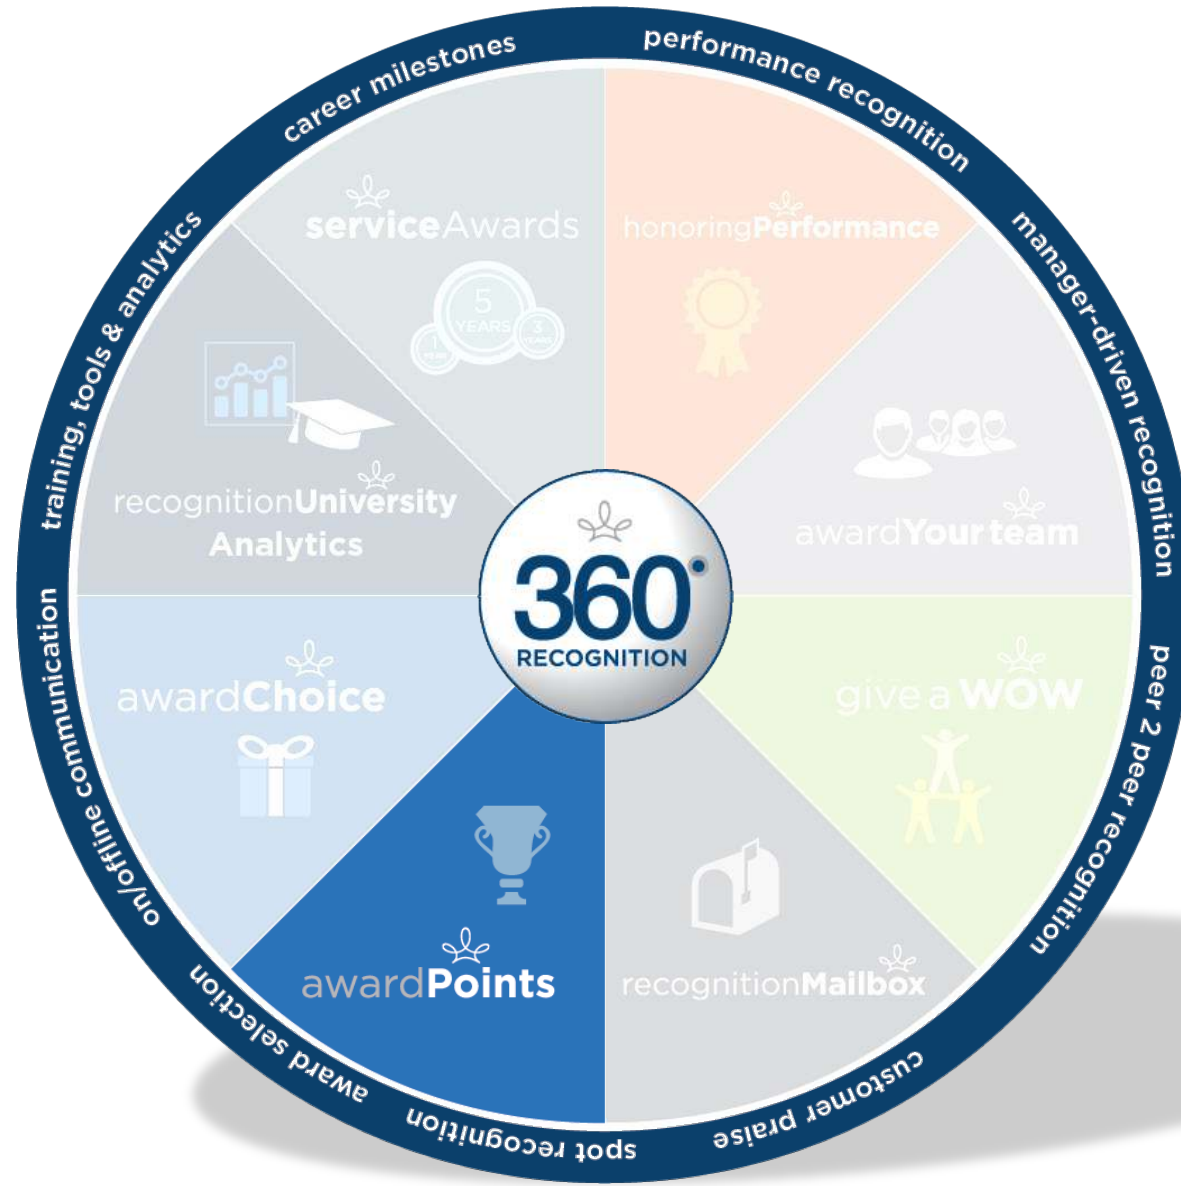 career milestones
performance recognition
manager-driven recognition
peer 2 peer recognition
customer praise
spot recognition
award selection
on/offline communication
training, tools & analytics
serviceAwards
5
YEARS
1
YEAR
3
YEARS
honoringPerformance
awardYourteam
give a WOW
recognitionMailbox
awardPoints
awardChoice
recognitionUniversity
Analytics
360°
RECOGNITION